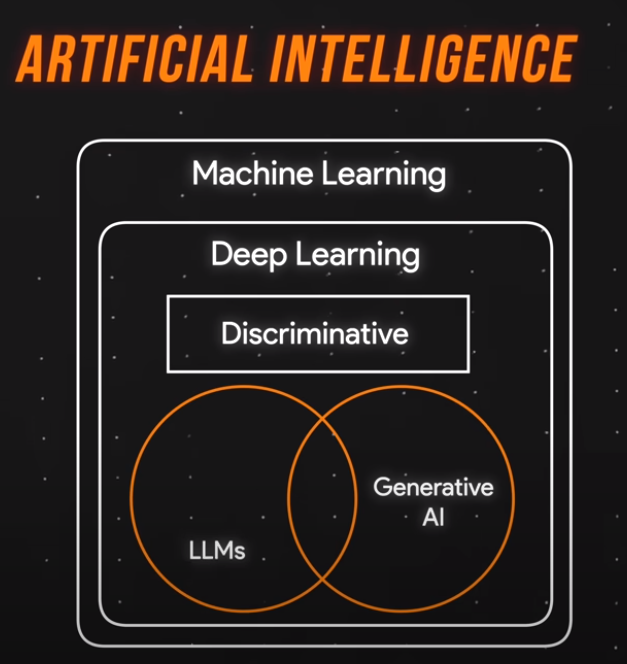 ARTIFICIAL INTELLIGENCE
Machine Learning
Deep Learning
Discriminative
Generative
AI
LLMs